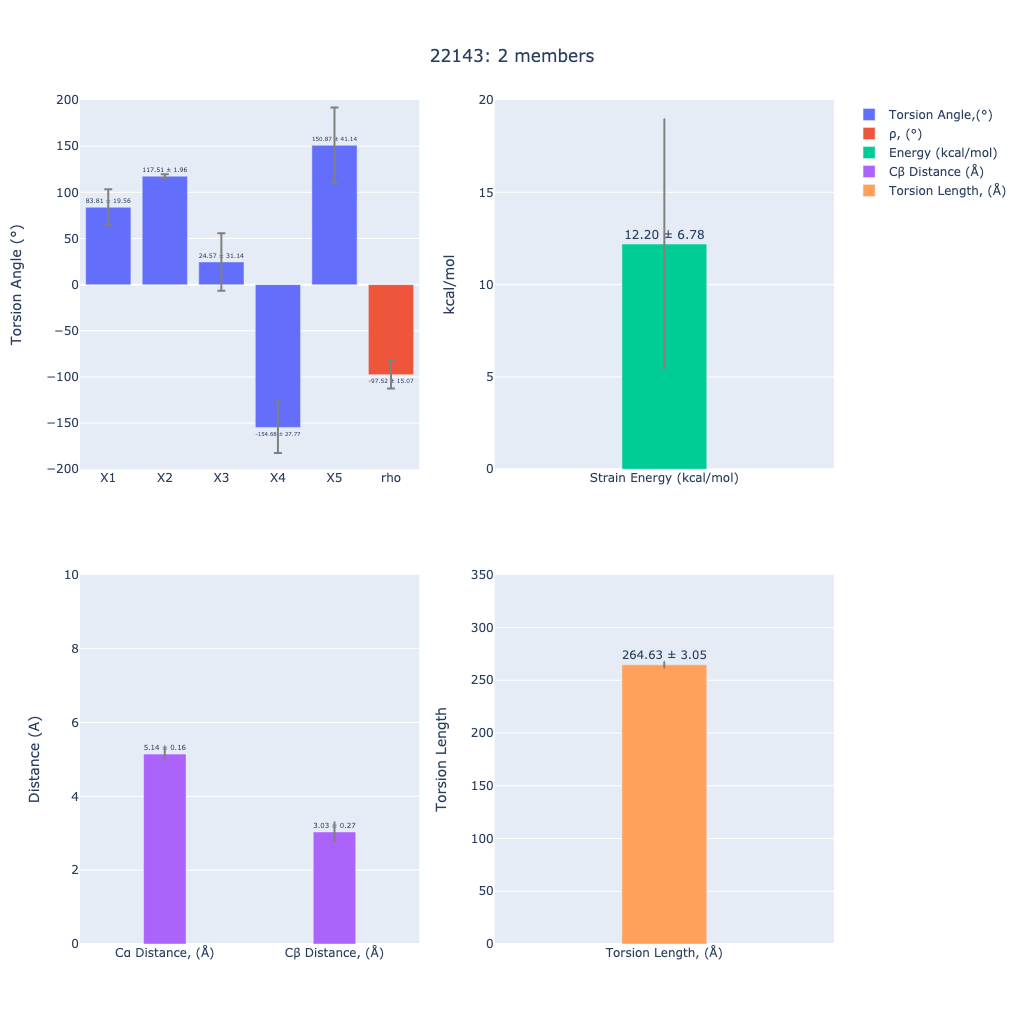 22143: 2 members
Torsion Angle (°)
200
150
100
50
0
−50
−100
−150
−200
83.81 ± 19.56
117.51 ± 1.96
24.57 ± 31.14
-154.68 ± 27.77
150.87 ± 41.14
-97.52 ± 15.07
X1 X2 X3 X4 X5 rho
kcal/mol
20
15
10
5
0
12.20 ± 6.78
Strain Energy (kcal/mol)
Torsion Angle,(°)
ρ, (°)
Energy (kcal/mol)
Cβ Distance (Å)
Torsion Length, (Å)
Distance (A)
10
8
6
4
2
0
5.14 ± 0.16
3.03 ± 0.27
Cα Distance, (Å) Cβ Distance, (Å)
Torsion Length
350
300
250
200
150
100
50
0
264.63 ± 3.05
Torsion Length, (Å)